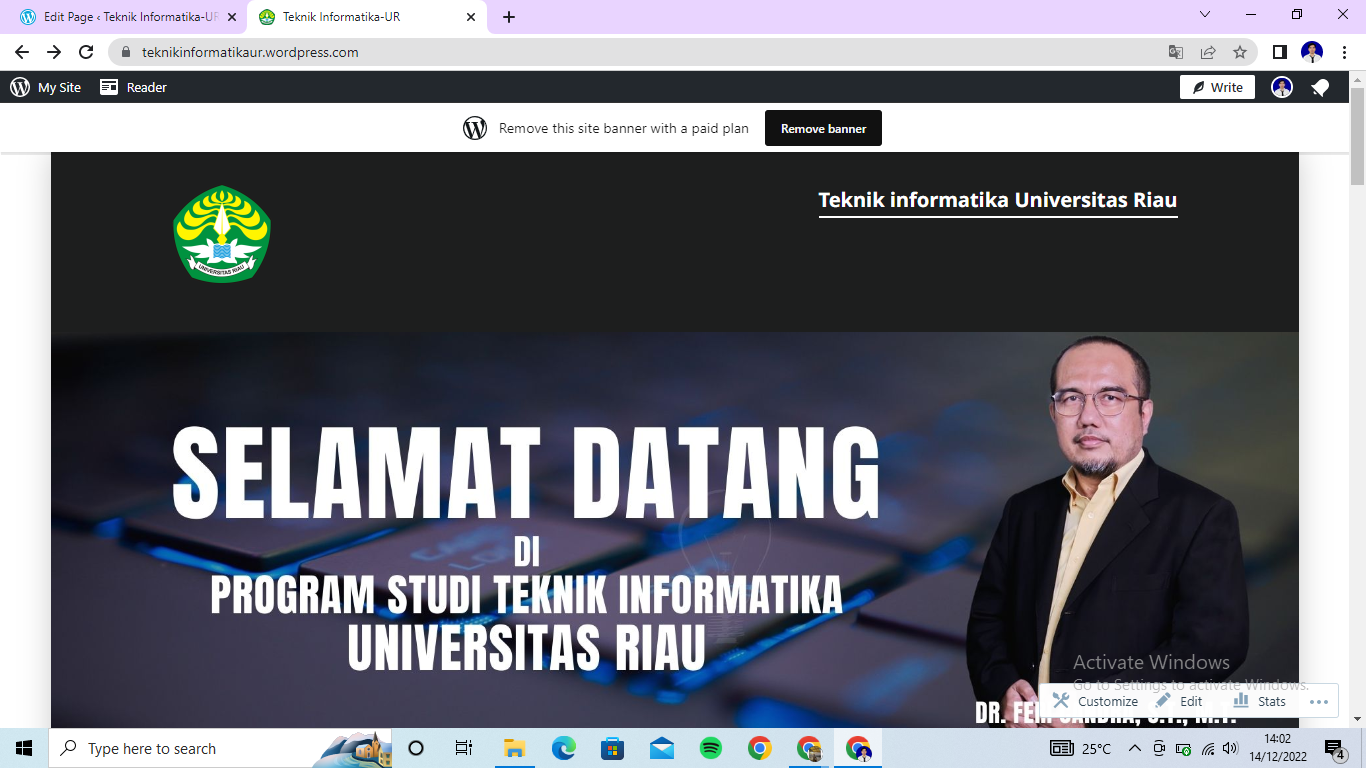 Edit Page ‹ Teknik Informatika-UR
Teknik Informatika-UR
teknikinformatikaur.wordpress.com
My Site
Reader
Write
Remove this site banner with a paid plan
Remove banner
UNIVERSITAS RIAU
Teknik informatika Universitas Riau
SELAMAT DATANG
DI
PROGRAM STUDI TEKNIK INFORMATIKA
UNIVERSITAS RIAU
Activate Windows
Go to Settings to activate Windows.
Customize
Edit
Stats
DR.
Type here to search
25°C
14:02
14/12/2022
4